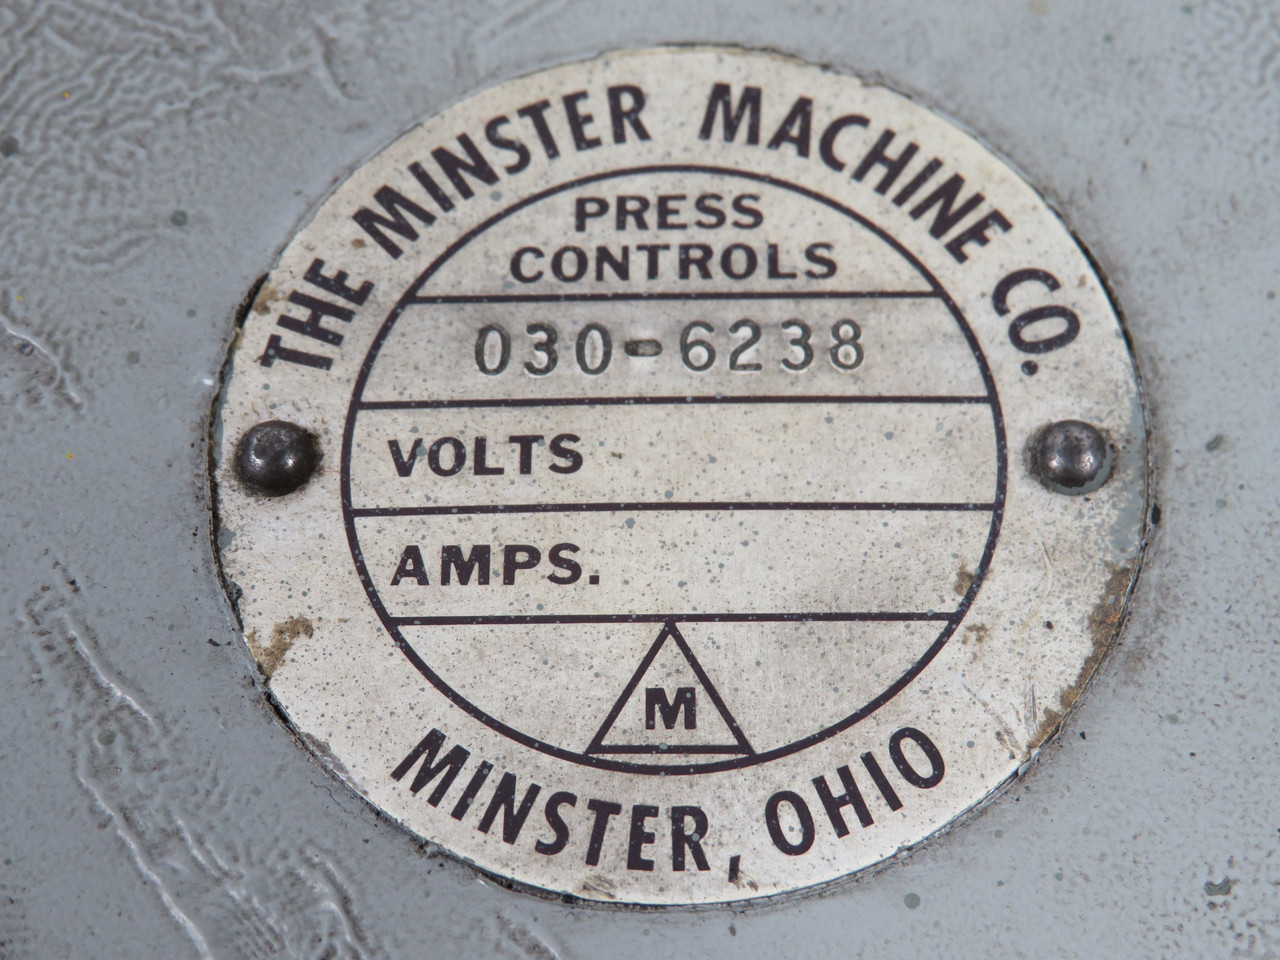 THE MINSTER MACHINE CO.
PRESS
CONTROLS
030-6238
VOLTS
AMPS.
M
MINSTER, OHIO